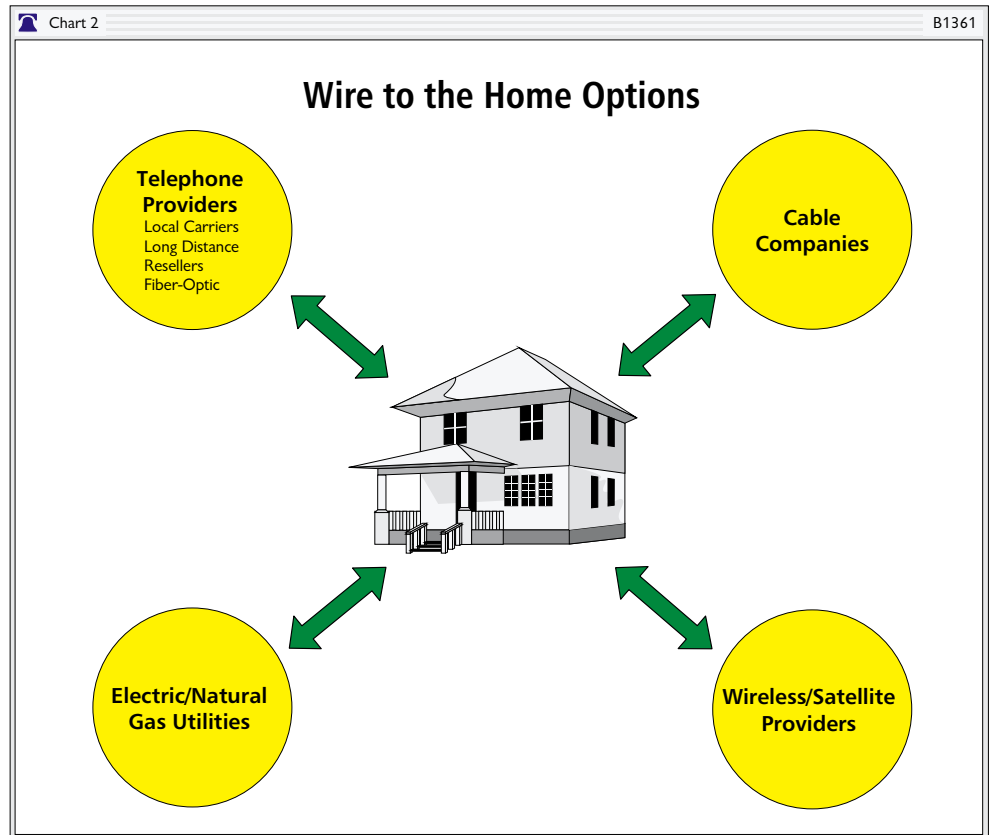 Chart 2
B1361
Wire to the Home Options
Telephone
Providers
Local Carriers
Long Distance
Resellers
Fiber-Optic
Cable
Companies
Electric/Natural
Gas Utilities
Wireless/Satellite
Providers